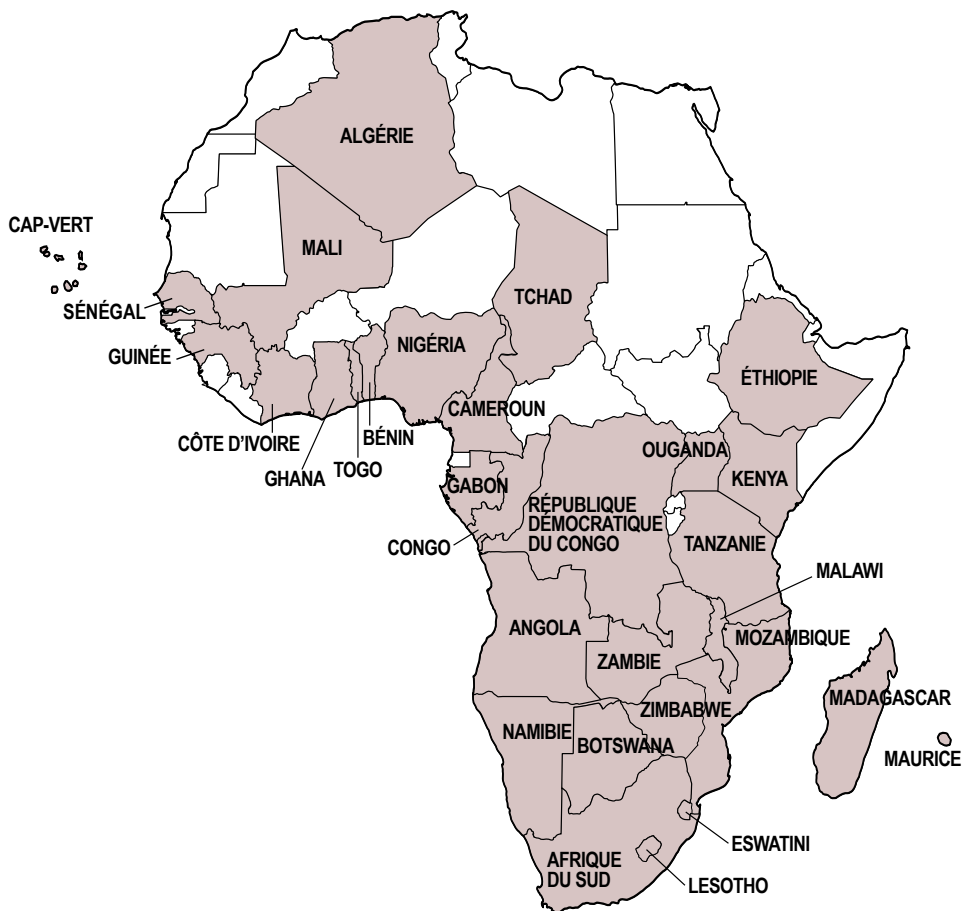 ALGÉRIE
CAP-VERT
MALI
TCHAD
SÉNÉGAL
NIGÉRIA
GUINÉE
ÉTHIOPIE
CAMEROUN
BÉNIN
CÔTE D'IVOIRE
OUGANDA
TOGO
GHANA
KENYA
GABON
RÉPUBLIQUE
DÉMOCRATIQUE
DU CONGO
CONGO
TANZANIE
MALAWI
ANGOLA
MOZAMBIQUE
ZAMBIE
MADAGASCAR
ZIMBABWE
NAMIBIE
BOTSWANA
MAURICE
ESWATINI
AFRIQUE
DU SUD
LESOTHO